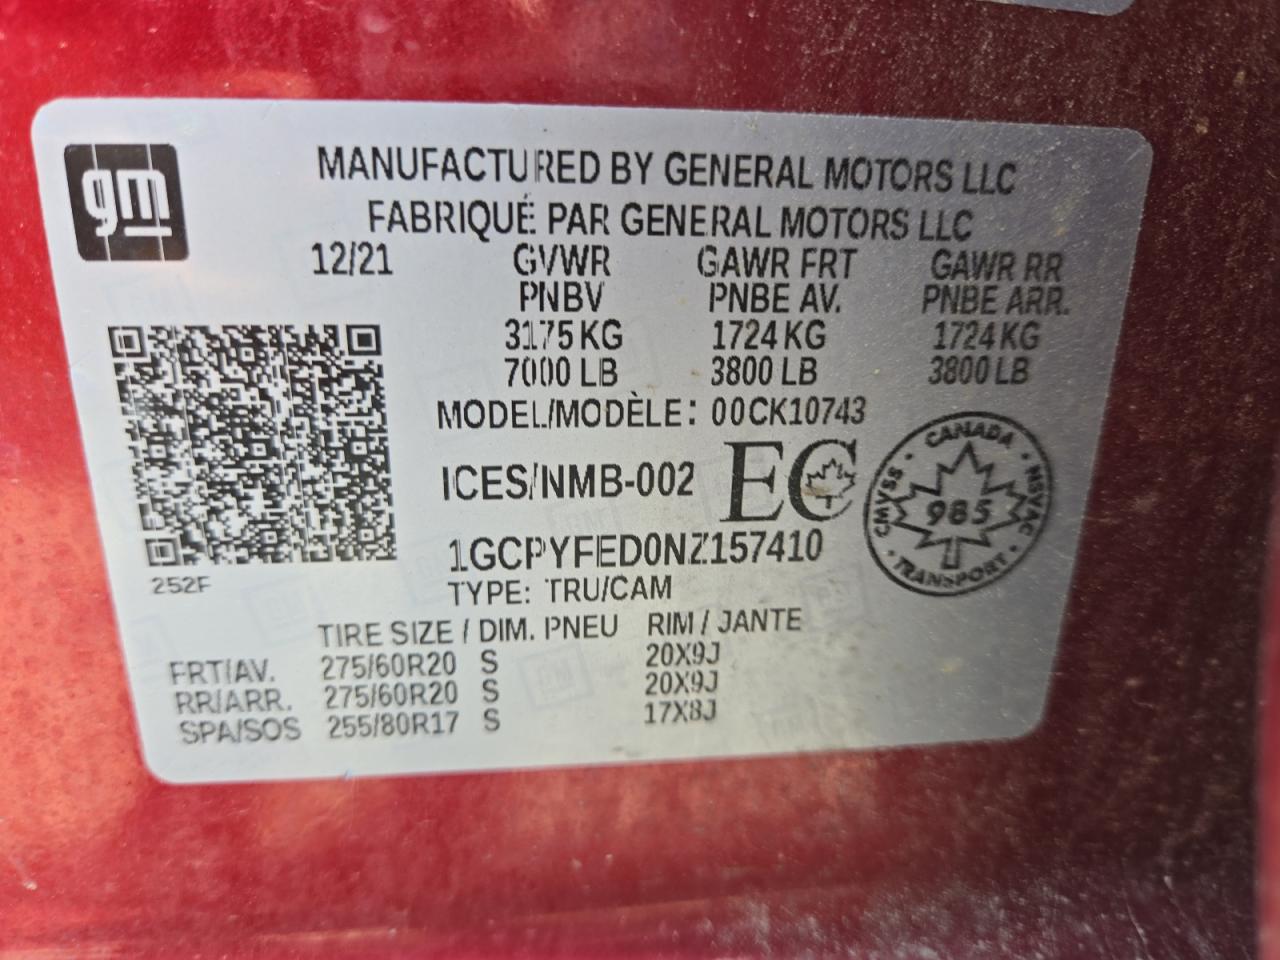 gm
MANUFACTURED BY GENERAL MOTORS LLC
FABRIQUÉ PAR GENERAL MOTORS LLC
12/21 GVWR GAWR FRT GAWR RR
PNBV PNBE AV. PNBE ARR.
3175 KG 1724 KG 1724 KG
7000 LB 3800 LB 3800 LB
MODEL/MODÈLE: 00CK10743
ICES/NMB-002 EC
CANADA
CMVSS 985 NSVAC
TRANSPORT
1GCPYFED0NZ157410
252F
TYPE: TRU/CAM
TIRE SIZE / DIM. PNEU RIM / JANTE
FRT/AV. 275/60R20 S 20X9J
RR/ARR. 275/60R20 S 20X9J
SPA/SOS 255/80R17 S 17X8J